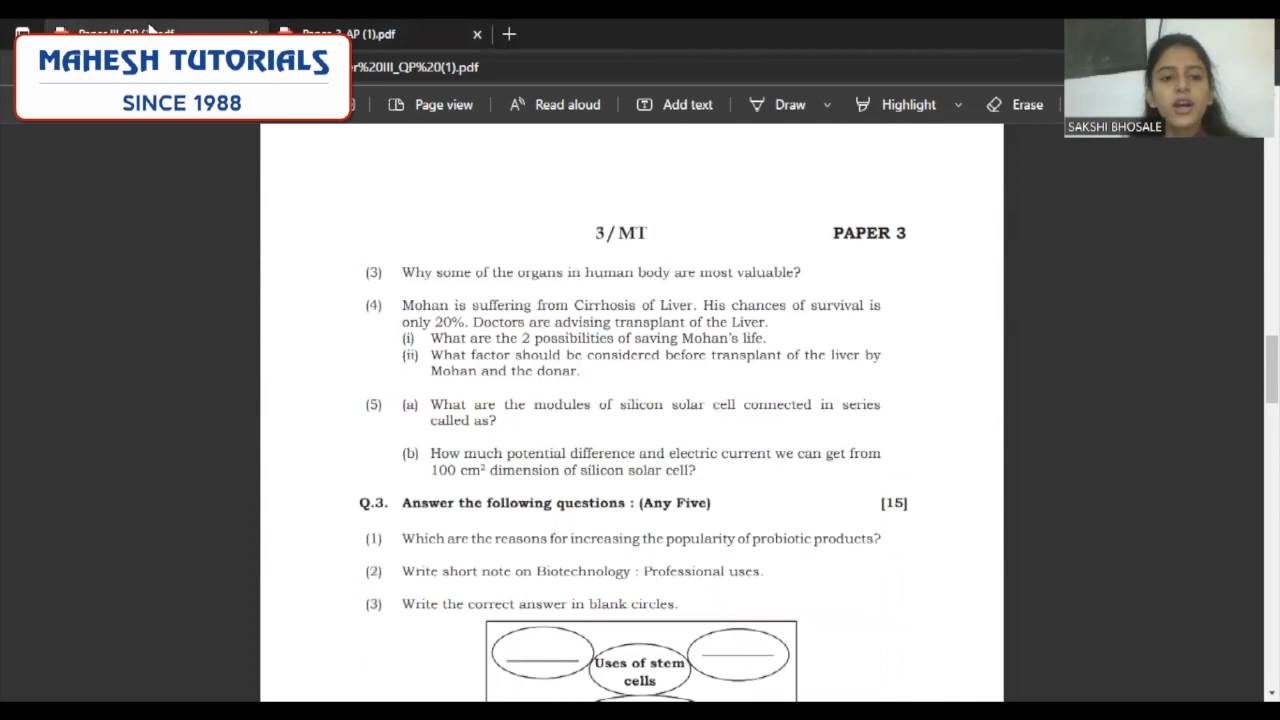 Paper III_QP (1).pdf
Paper 2_AP (1).pdf
MAHESH TUTORIALS
SINCE 1988
er%20III_QP%20(1).pdf
Page view
Read aloud
Add text
Draw
Highlight
Erase
SAKSHI BHOSALE
3/MT
PAPER 3
(3) Why some of the organs in human body are most valuable?
(4) Mohan is suffering from Cirrhosis of Liver. His chances of survival is
only 20%. Doctors are advising transplant of the Liver.
(i) What are the 2 possibilities of saving Mohan's life.
(ii) What factor should be considered before transplant of the liver by
Mohan and the donar.
(5) (a) What are the modules of silicon solar cell connected in series
called as?
(b) How much potential difference and electric current we can get from
100 cm² dimension of silicon solar cell?
Q.3. Answer the following questions : (Any Five) [15]
(1) Which are the reasons for increasing the popularity of probiotic products?
(2) Write short note on Biotechnology : Professional uses.
(3) Write the correct answer in blank circles.
Uses of stem
cells